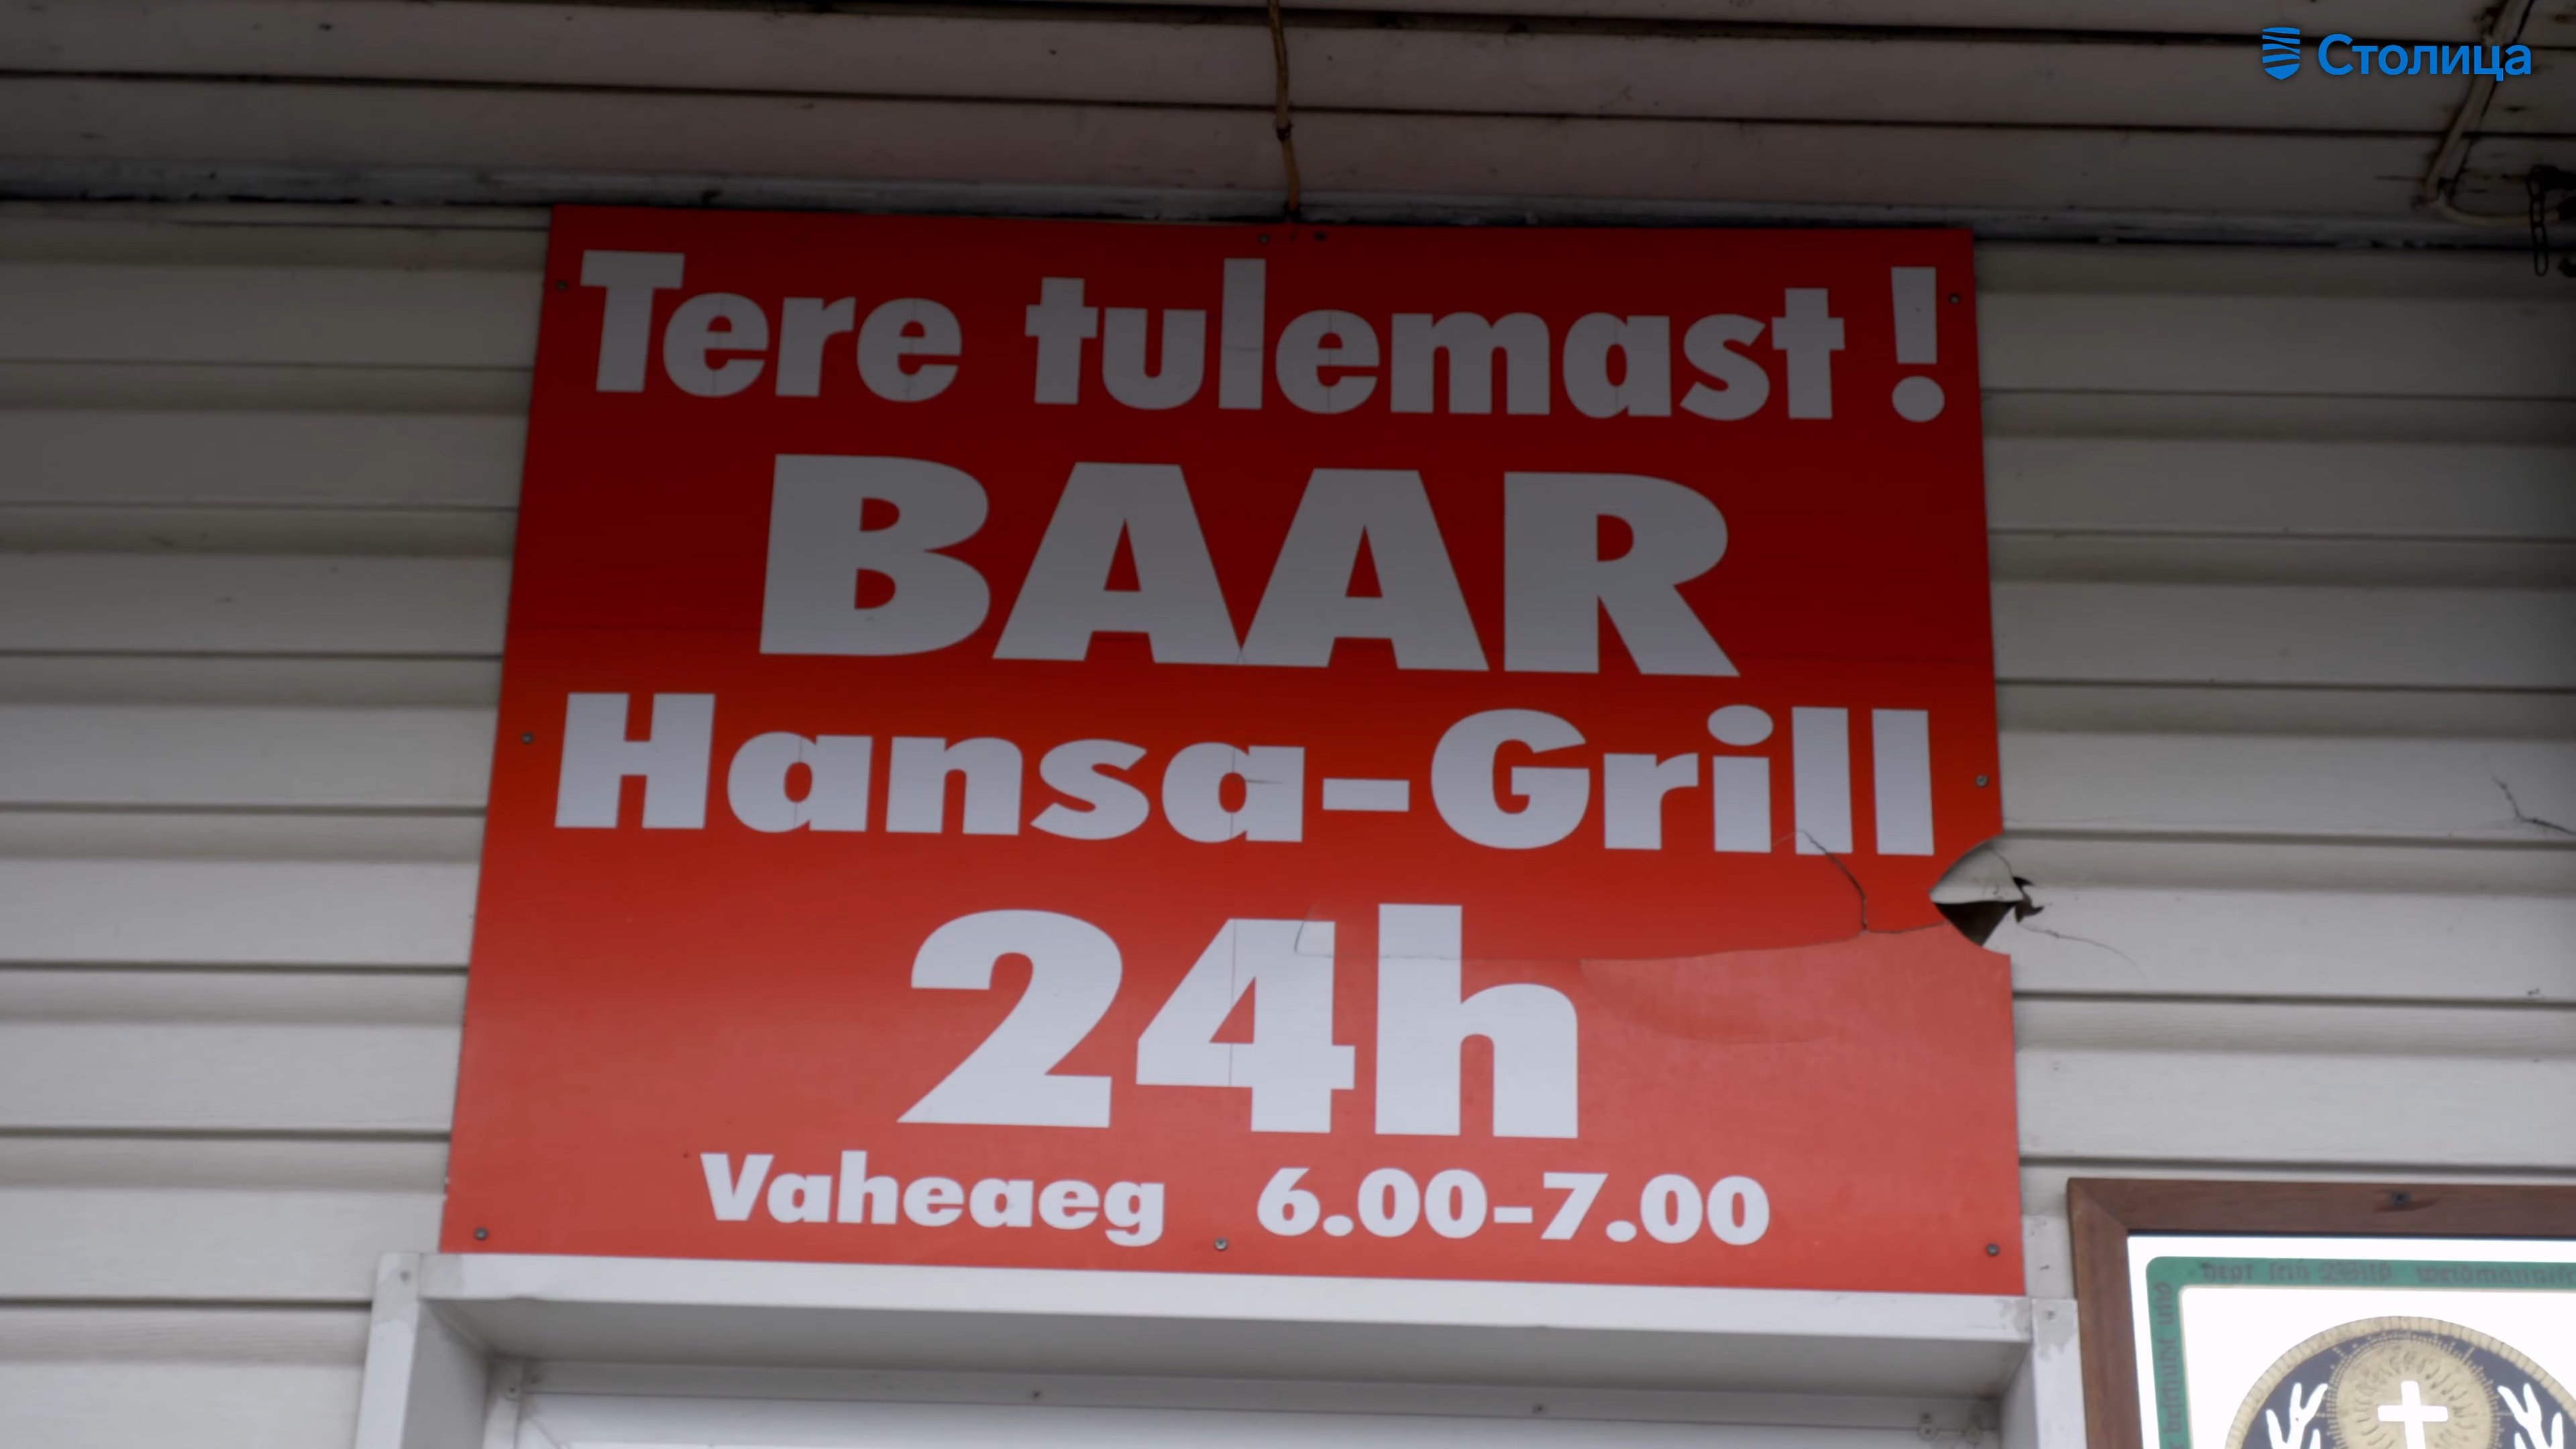 Столица
Tere tulemast!
BAAR
Hansa-Grill
24h
Vaheaeg 6.00-7.00